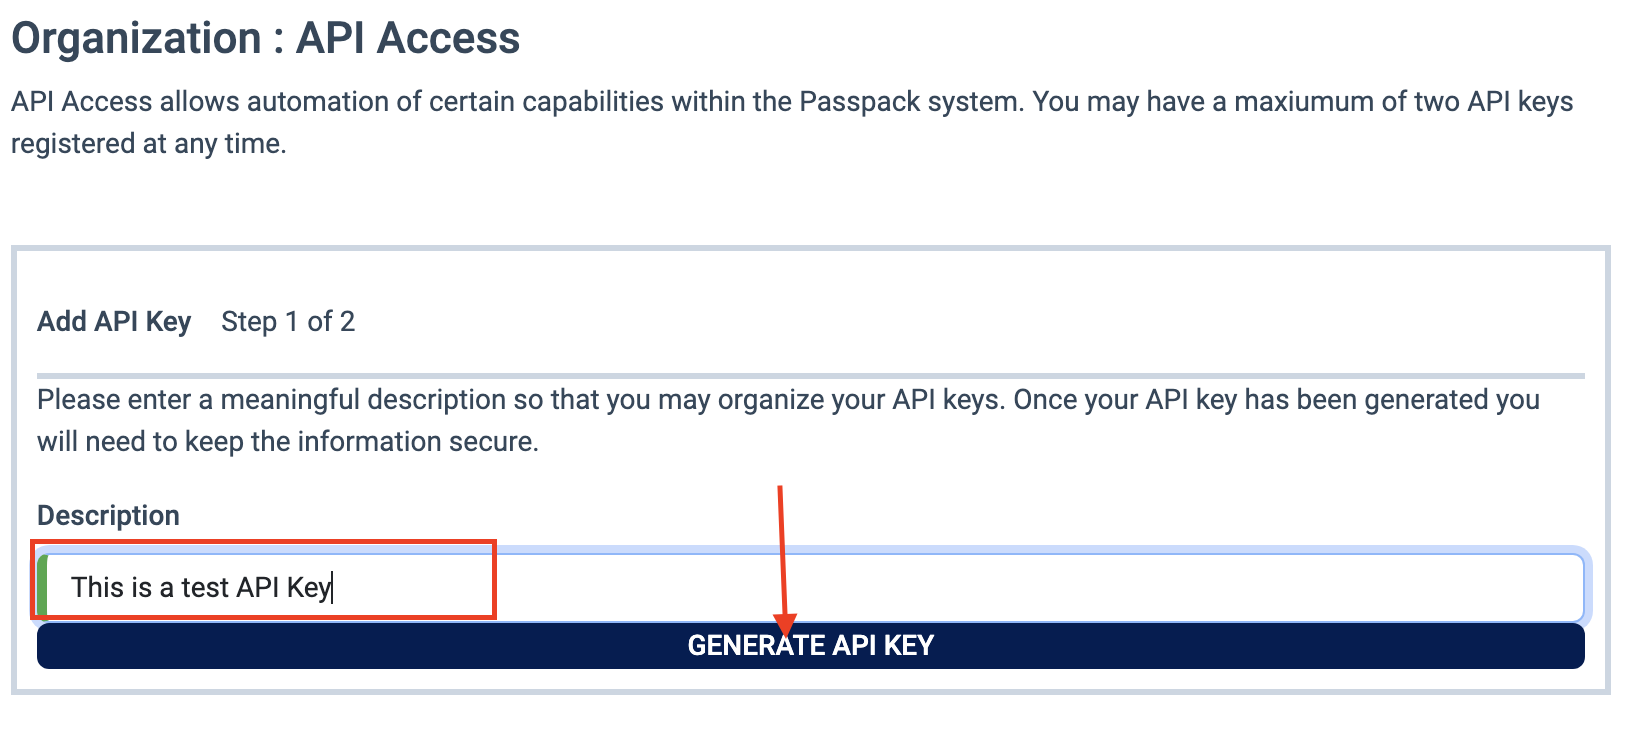 Organization : API Access
API Access allows automation of certain capabilities within the Passpack system. You may have a maxiumum of two API keys
registered at any time.
Add API Key Step 1 of 2
Please enter a meaningful description so that you may organize your API keys. Once your API key has been generated you
will need to keep the information secure.
Description
This is a test API Key
GENERATE API KEY